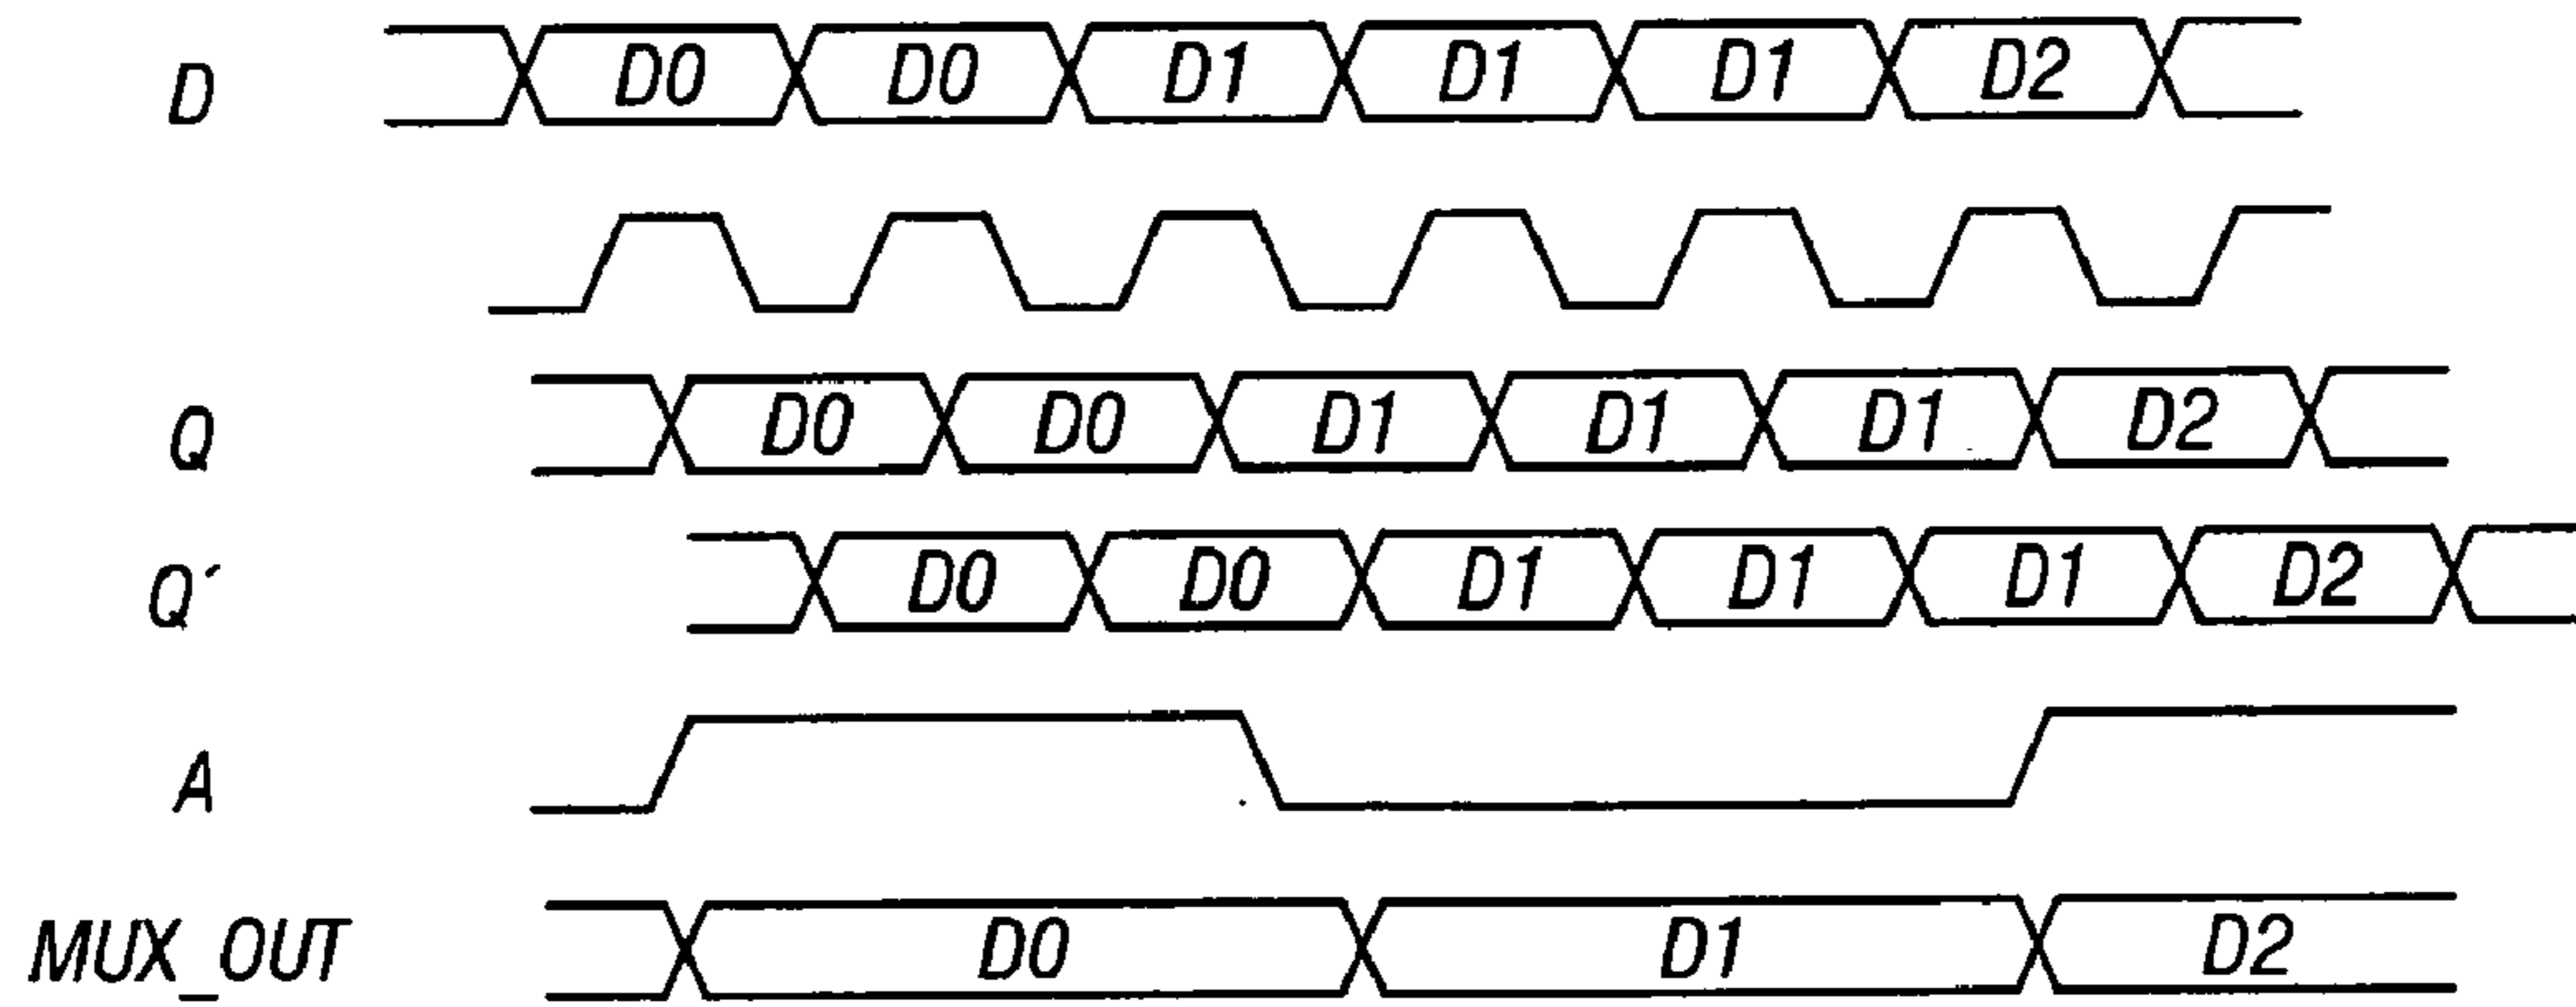 D D0 D0 D1 D1 D1 D2
Q D0 D0 D1 D1 D1 D2
Q´ D0 D0 D1 D1 D1 D2
A
MUX_OUT D0 D1 D2